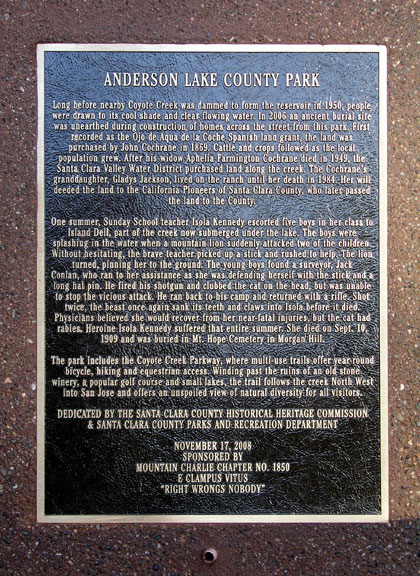 ANDERSON LAKE COUNTY PARK
Long before nearby Coyote Creek was dammed to form the reservoir in 1950, people
were drawn to its cool shade and clear flowing water. In 2006 an ancient burial site
was unearthed during construction of homes across the street from this park. First
recorded as the Ojo de Agua de la Coche Spanish land grant, the land was
purchased by John Cochrane in 1869. Cattle and crops followed as the local
population grew. After his widow Aphelia Farmington Cochrane died in 1949, the
Santa Clara Valley Water District purchased land along the creek. The Cochrane's
granddaughter, Gladys Jackson, lived on the ranch until her death in 1984. Her will
deeded the land to the California Pioneers of Santa Clara County, who later passed
the land to the County.
One summer, Sunday School teacher Isola Kennedy escorted five boys in her class to
Island Dell, part of the creek now submerged under the lake. The boys were
splashing in the water when a mountain lion suddenly attacked two of the children.
Without hesitating, the brave teacher picked up a stick and rushed to help. The lion
turned, pinning her to the ground. The young boys found a surveyor, Jack
Conlan, who ran to her assistance as she was defending herself with the stick and a
long hat pin. He fired his shotgun and clubbed the cat on the head, but was unable
to stop the vicious attack. He ran back to his camp and returned with a rifle. Shot
twice, the beast once again sank its teeth and claws into Isola before it died.
Physicians believed she would recover from her near-fatal injuries, but the cat had
rabies. Heroine Isola Kennedy suffered that entire summer. She died on Sept. 10,
1909 and was buried in Mt. Hope Cemetery in Morgan Hill.
The park includes the Coyote Creek Parkway, where multi-use trails offer year round
bicycle, hiking and equestrian access. Winding past the ruins of an old stone
winery, a popular golf course and small lakes, the trail follows the creek North West
into San Jose and offers an unspoiled view of natural diversity for all visitors.
DEDICATED BY THE SANTA CLARA COUNTY HISTORICAL HERITAGE COMMISSION
& SANTA CLARA COUNTY PARKS AND RECREATION DEPARTMENT
NOVEMBER 17, 2008
SPONSORED BY
MOUNTAIN CHARLIE CHAPTER NO. 1850
E CLAMPUS VITUS
"RIGHT WRONGS NOBODY"